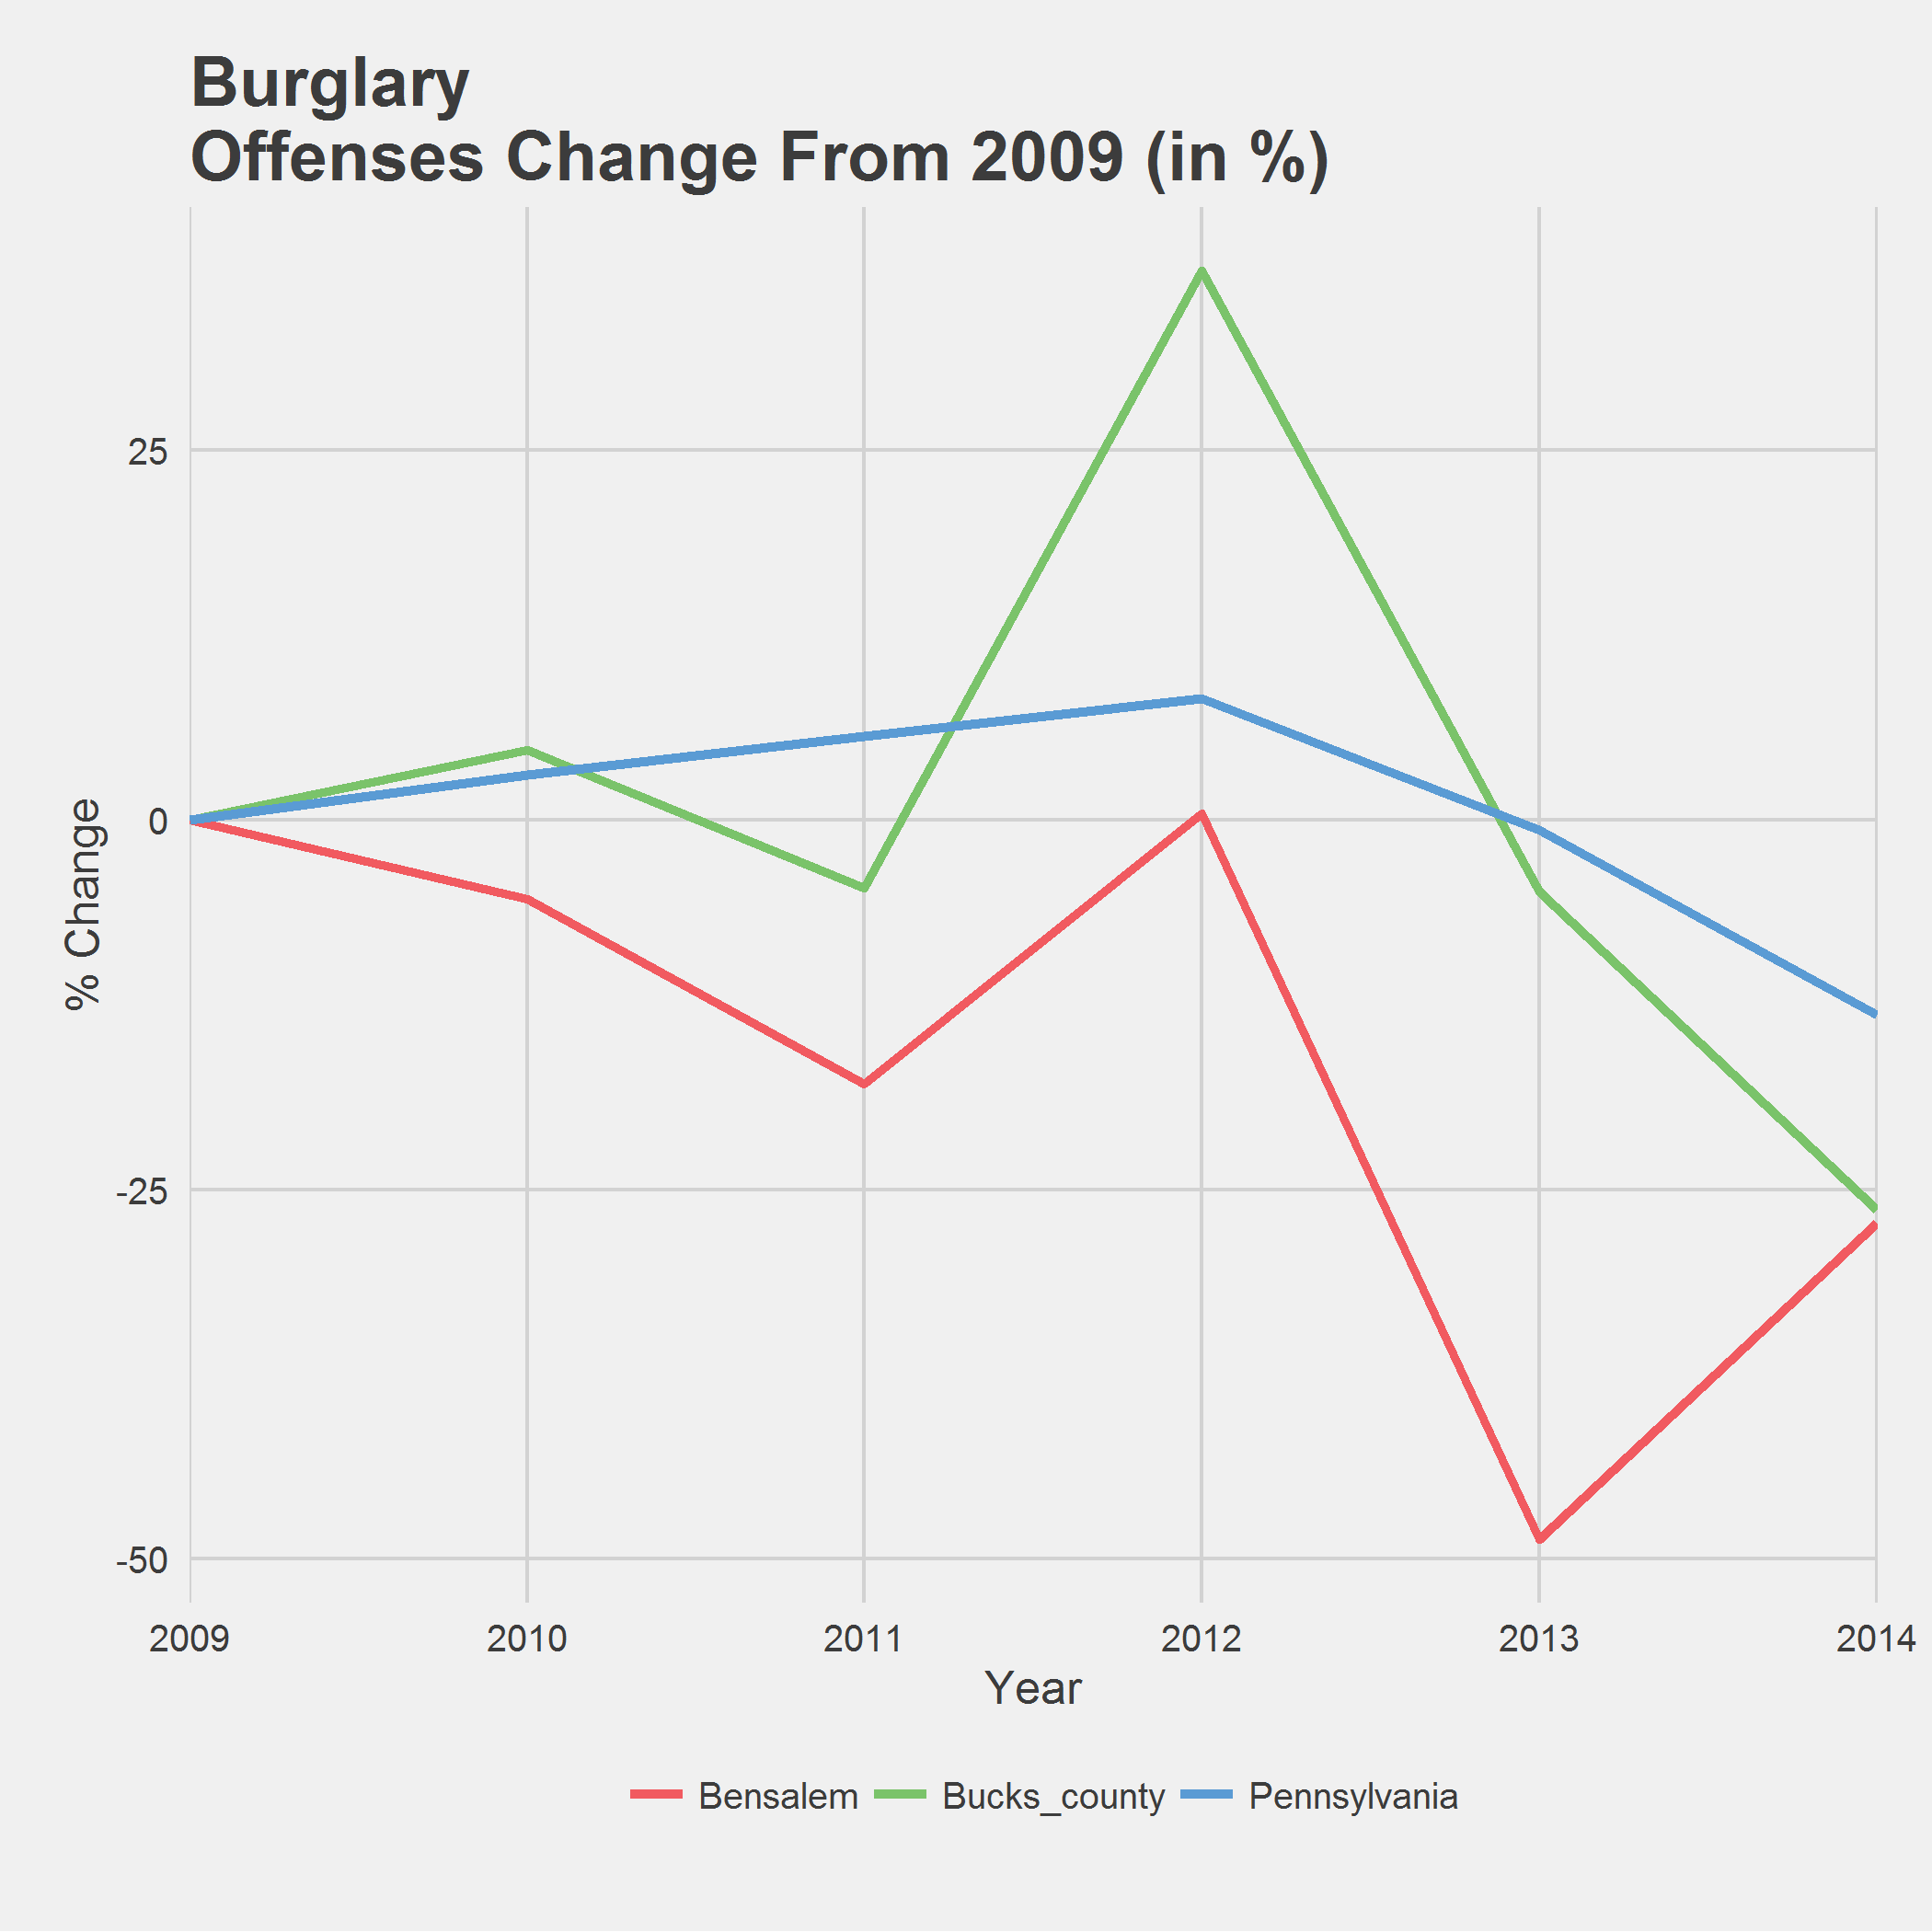 Burglary
Offenses Change From 2009 (in %)
25
0
-25
-50
% Change
2009 2010 2011 2012 2013 2014
Year
Bensalem Bucks_county Pennsylvania